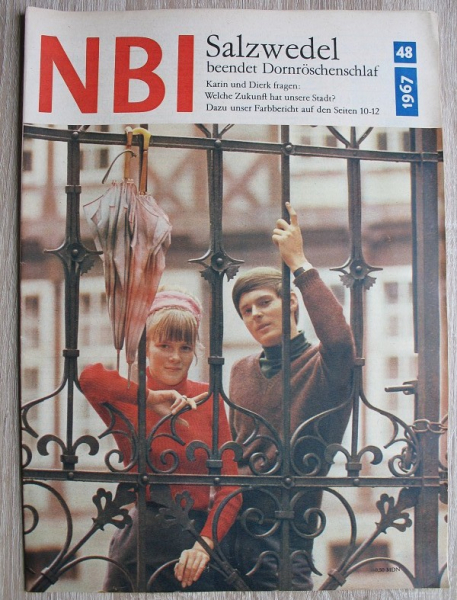 NBI
Salzwedel
beendet Dornröschenschlaf
Karin und Dierk fragen:
Welche Zukunft hat unsere Stadt?
Dazu unser Farbbericht auf den Seiten 10-12
48
1967